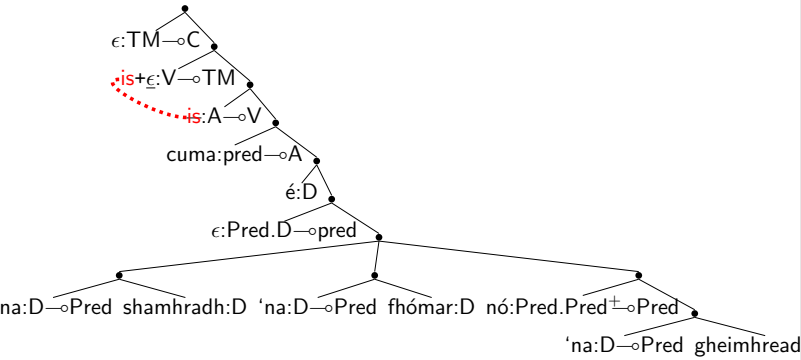 ϵ:TM⊸C
is+ϵ:V⊸TM
is:A⊸V
cuma:pred⊸A
é:D
ϵ:Pred.D⊸pred
na:D⊸Pred shamhradh:D ‘na:D⊸Pred fhómar:D nó:Pred.Pred⁺⊸Pred
‘na:D⊸Pred gheimhread